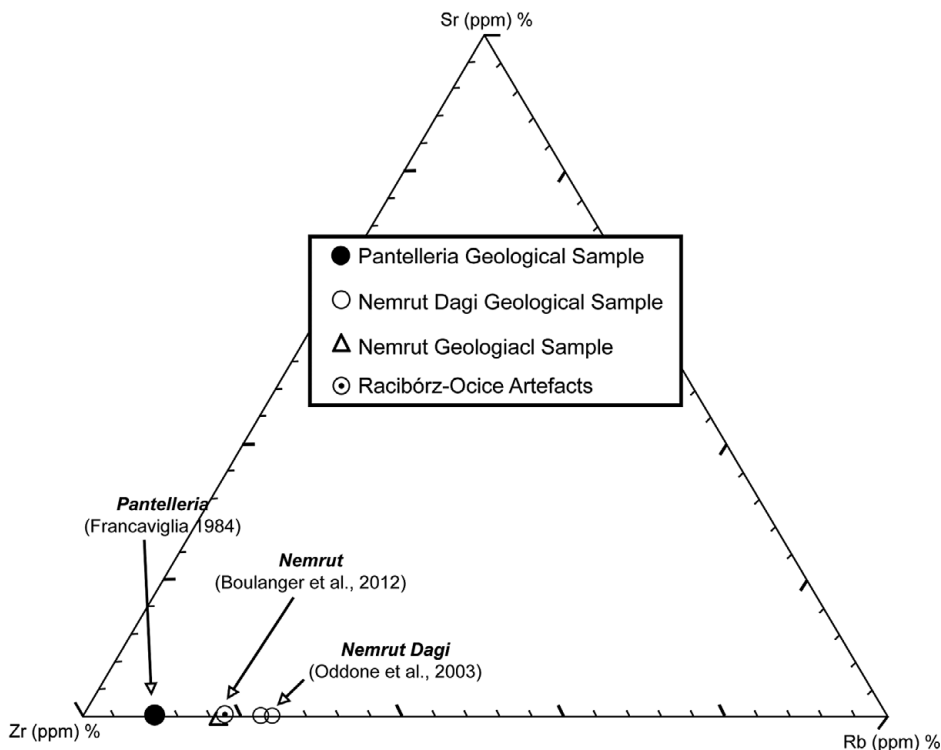 Sr (ppm) %
Pantelleria Geological Sample
Nemrut Dagi Geological Sample
Nemrut Geologiacl Sample
Racibórz-Ocice Artefacts
Pantelleria
(Francaviglia 1984)
Nemrut
(Boulanger et al., 2012)
Nemrut Dagi
(Oddone et al., 2003)
Zr (ppm) %
Rb (ppm) %